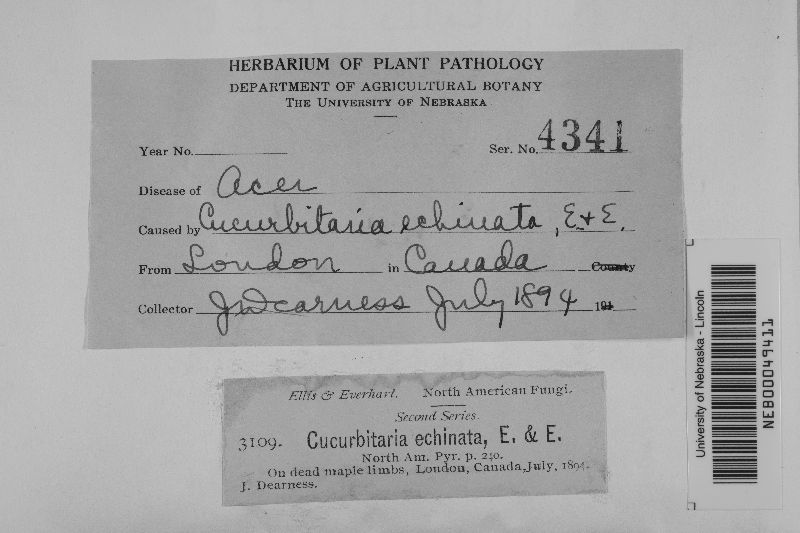 HERBARIUM OF PLANT PATHOLOGY
DEPARTMENT OF AGRICULTURAL BOTANY
THE UNIVERSITY OF NEBRASKA
Year No. Ser. No. 4341
Disease of Acer
Caused by Cucurbitaria echinata, E. & E.
From London in Canada County
Collector J. Dearness July 1894 191
Ellis & Everhart. North American Fungi.
Second Series.
3109. Cucurbitaria echinata, E. & E.
North Am. Pyr. p. 240.
On dead maple limbs, London, Canada, July, 1894.
J. Dearness.
University of Nebraska - Lincoln
NEB00049411